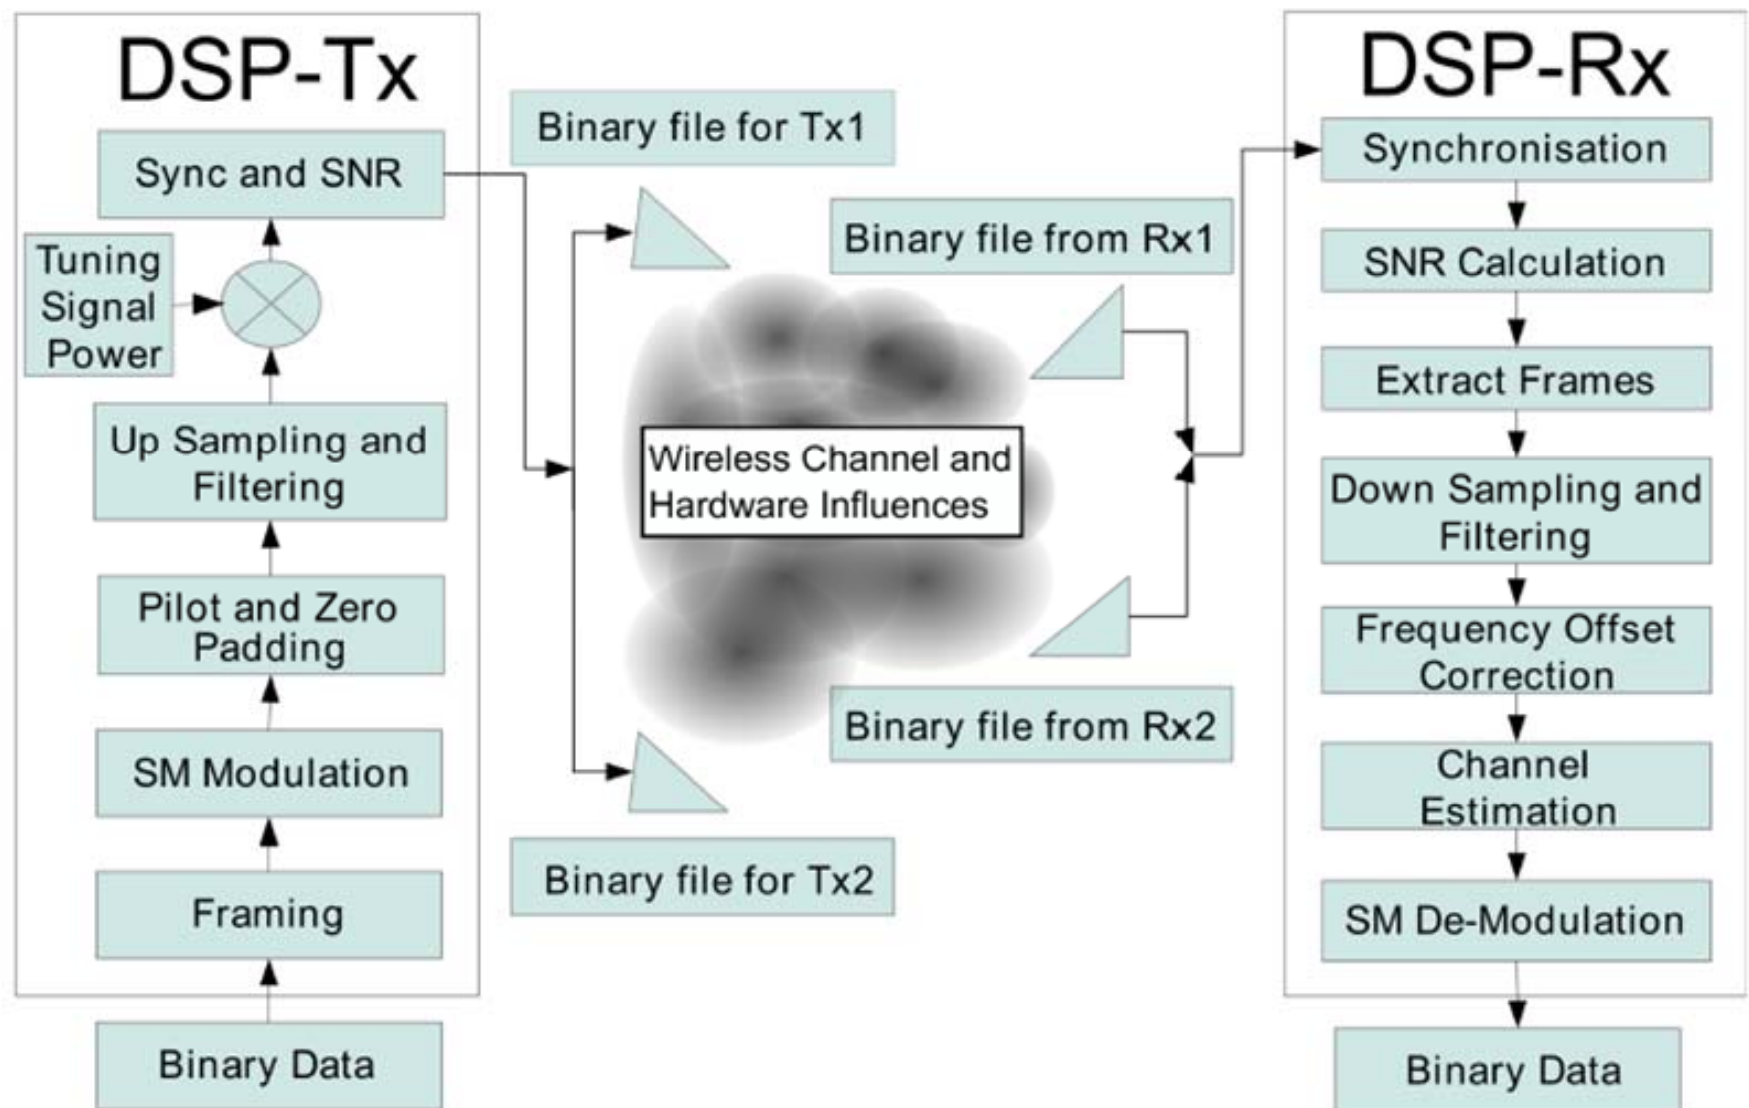 DSP-Tx
Sync and SNR
Tuning
Signal
Power
Up Sampling and
Filtering
Pilot and Zero
Padding
SM Modulation
Framing
Binary Data
Binary file for Tx1
Binary file from Rx1
Wireless Channel and
Hardware Influences
Binary file from Rx2
Binary file for Tx2
DSP-Rx
Synchronisation
SNR Calculation
Extract Frames
Down Sampling and
Filtering
Frequency Offset
Correction
Channel
Estimation
SM De-Modulation
Binary Data